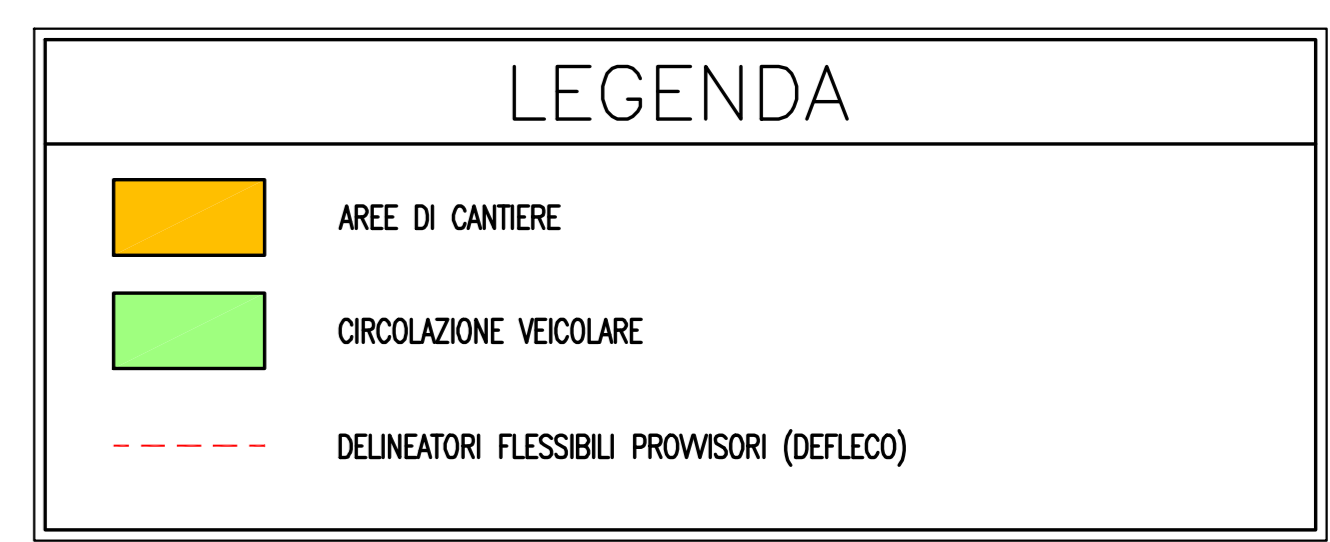 LEGENDA
AREE DI CANTIERE
CIRCOLAZIONE VEICOLARE
DELINEATORI FLESSIBILI PROVVISORI (DEFLECO)